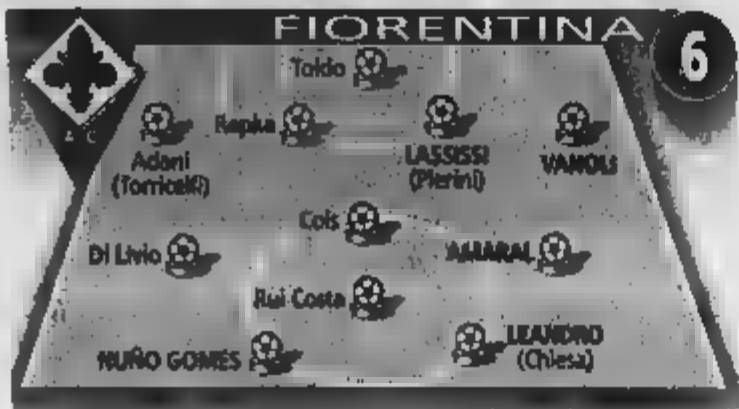 FIORENTINA
6
A C
Toldo
Adani
(Torricelli)
Repka
LASSISSI
(Pierini)
VANOLI
Cois
Di Livio
AMARAL
Rui Costa
NUÑO GOMES
LEANDRO
(Chiesa)